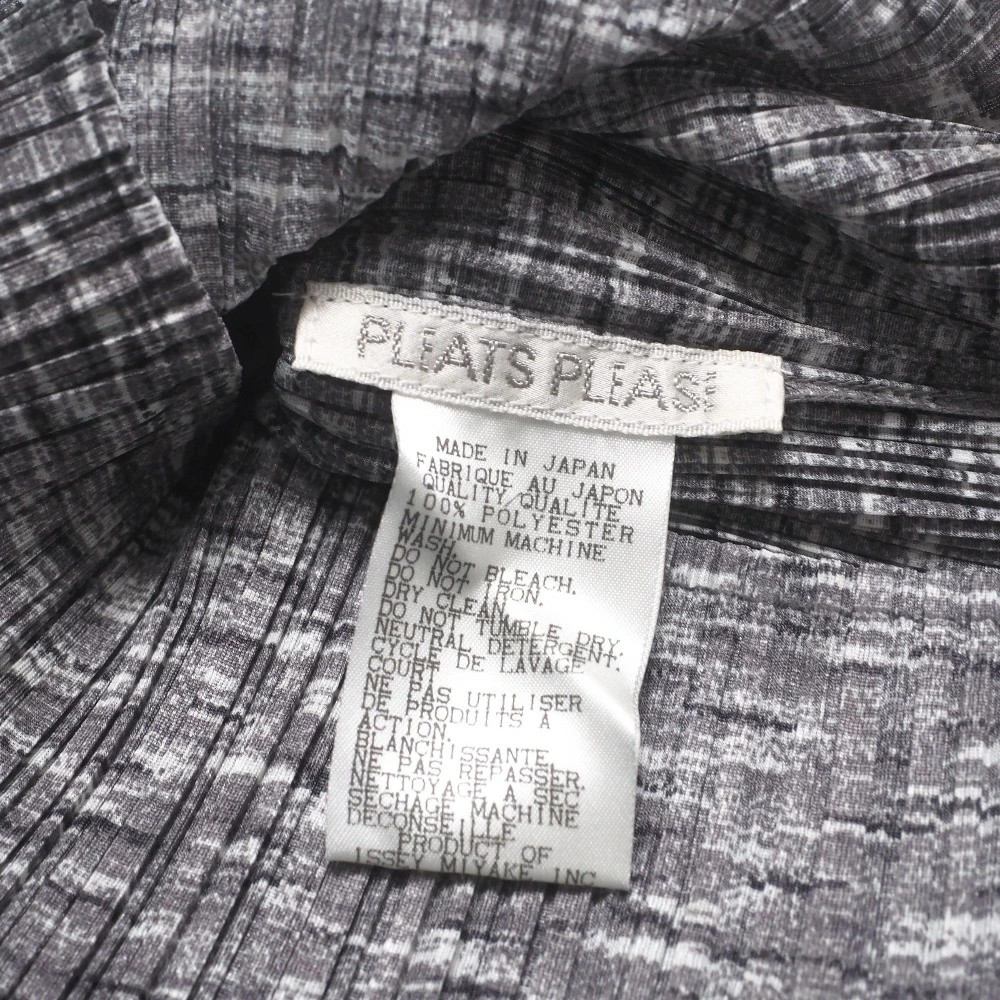 PLEATS PLEASE
MADE IN JAPAN
FABRIQUE AU JAPON
QUALITY QUALITE
100% POLYESTER
MINIMUM MACHINE
WASH.
DO NOT BLEACH.
DO NOT IRON.
DRY CLEAN
DO NOT TUMBLE DRY.
NEUTRAL DETERGENT.
CYCLE DE LAVAGE
COURT
NE PAS UTILISER
DE PRODUITS A
ACTION.
BLANCHISSANTE
NE PAS REPASSER.
NETTOYAGE A SEC
SECHAGE MACHINE
DECONSEILLE
PRODUCT OF
ISSEY MIYAKE INC